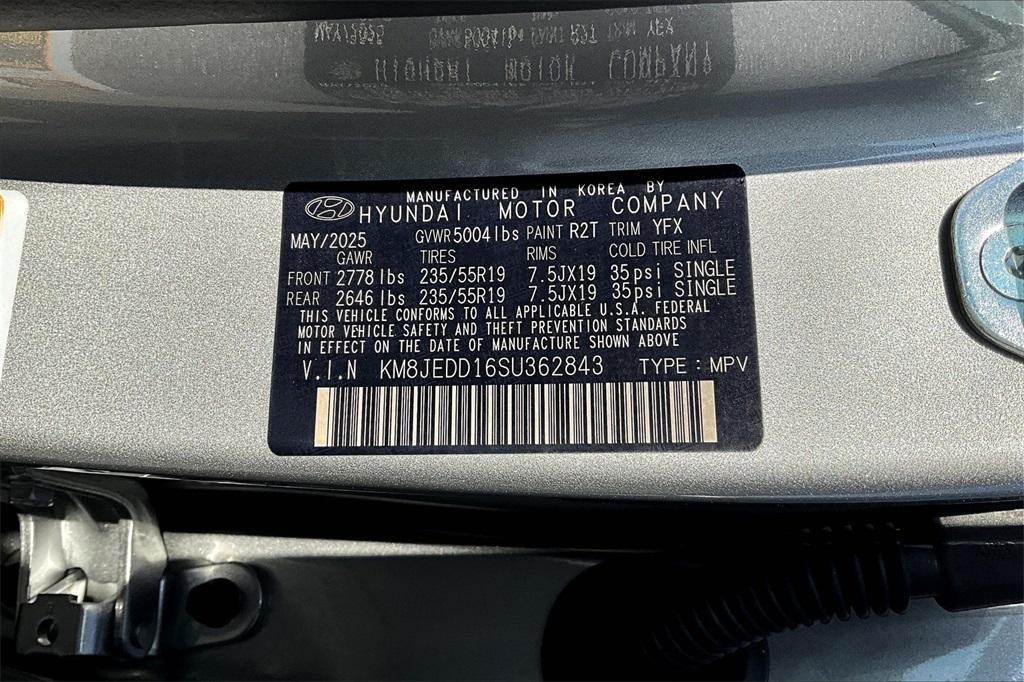 MANUFACTURED IN KOREA BY
HYUNDAI MOTOR COMPANY
MAY/2025 GVWR 5004 lbs PAINT R2T TRIM YFX
GAWR TIRES RIMS COLD TIRE INFL
FRONT 2778 lbs 235/55R19 7.5JX19 35psi SINGLE
REAR 2646 lbs 235/55R19 7.5JX19 35psi SINGLE
THIS VEHICLE CONFORMS TO ALL APPLICABLE U.S.A. FEDERAL
MOTOR VEHICLE SAFETY AND THEFT PREVENTION STANDARDS
IN EFFECT ON THE DATE OF MANUFACTURE SHOWN ABOVE
V.I.N KM8JEDD16SU362843 TYPE : MPV